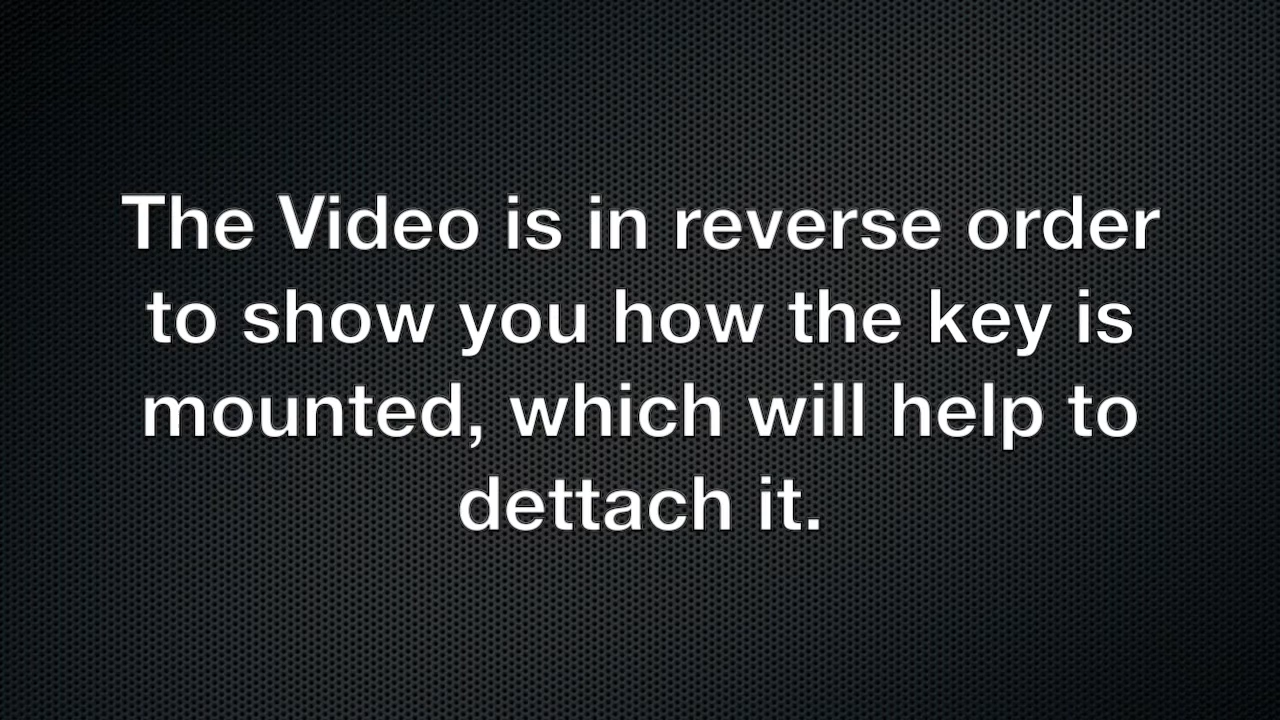 The Video is in reverse order
to show you how the key is
mounted, which will help to
dettach it.